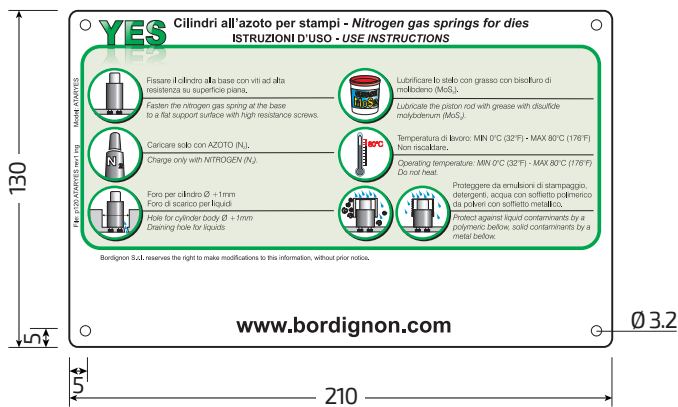 YES
Cilindri all'azoto per stampi - Nitrogen gas springs for dies
ISTRUZIONI D'USO - USE INSTRUCTIONS
Model: ATARYES
File: p120 ATARYES rev1 ing
Fissare il cilindro alla base con viti ad alta
resistenza su superficie piana.
Fasten the nitrogen gas spring at the base
to a flat support surface with high resistance screws.
Lubrificare lo stelo con grasso con bisolfuro di
molibdeno (MoS₂).
Lubricate the piston rod with grease with disulfide
molybdenum (MoS₂).
N₂
Caricare solo con AZOTO (N₂).
Charge only with NITROGEN (N₂).
80°C
Temperatura di lavoro: MIN 0°C (32°F) - MAX 80°C (176°F)
Non riscaldare.
Operating temperature: MIN 0°C (32°F) - MAX 80°C (176°F)
Do not heat.
Foro per cilindro Ø +1mm
Foro di scarico per liquidi
Hole for cylinder body Ø +1mm
Draining hole for liquids
Proteggere da emulsioni di stampaggio,
detergenti, acqua con soffietto polimerico
da polveri con soffietto metallico.
Protect against liquid contaminants by a
polymeric bellow, solid contaminants by a
metal bellow.
Bordignon S.r.l. reserves the right to make modifications to this information, without prior notice.
www.bordignon.com
130
5
5
210
Ø 3.2